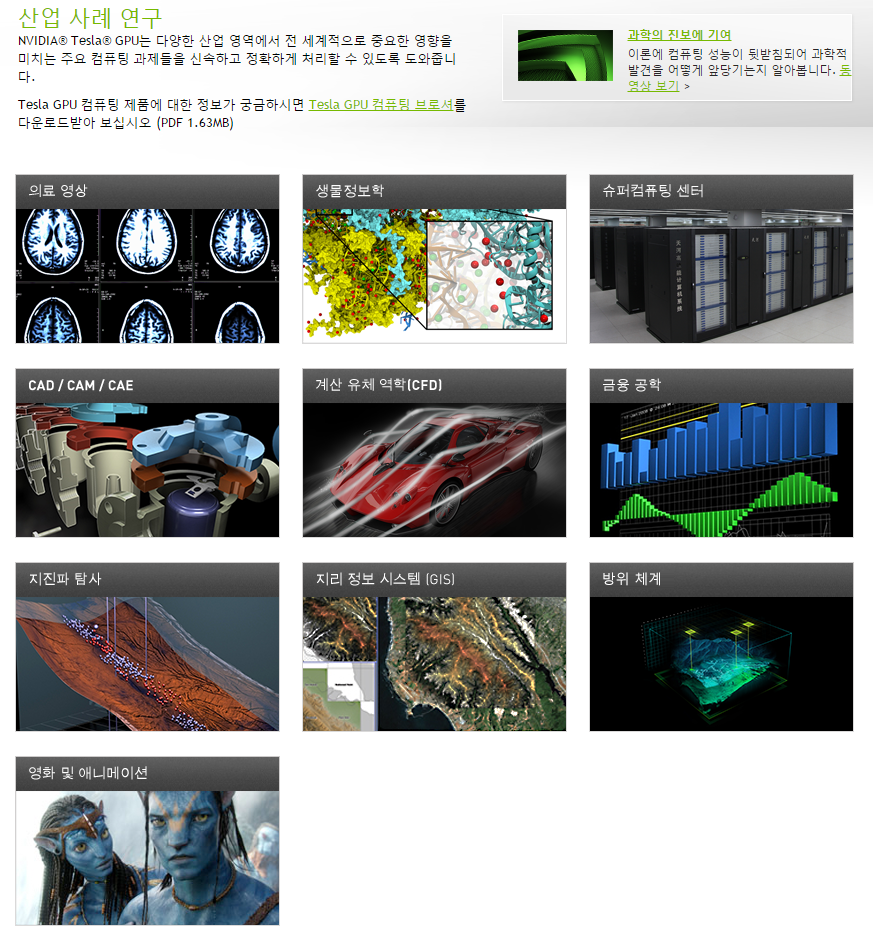 산업 사례 연구
NVIDIA® Tesla® GPU는 다양한 산업 영역에서 전 세계적으로 중요한 영향을
미치는 주요 컴퓨팅 과제들을 신속하고 정확하게 처리할 수 있도록 도와줍니
다.
Tesla GPU 컴퓨팅 제품에 대한 정보가 궁금하시면 Tesla GPU 컴퓨팅 브로셔를
다운로드받아 보십시오 (PDF 1.63MB)
과학의 진보에 기여
이론에 컴퓨팅 성능이 뒷받침되어 과학적
발견을 어떻게 앞당기는지 알아봅니다. 동
영상 보기 >
의료 영상
생물정보학
슈퍼컴퓨팅 센터
CAD / CAM / CAE
계산 유체 역학(CFD)
금융 공학
지진파 탐사
지리 정보 시스템 (GIS)
방위 체계
영화 및 애니메이션